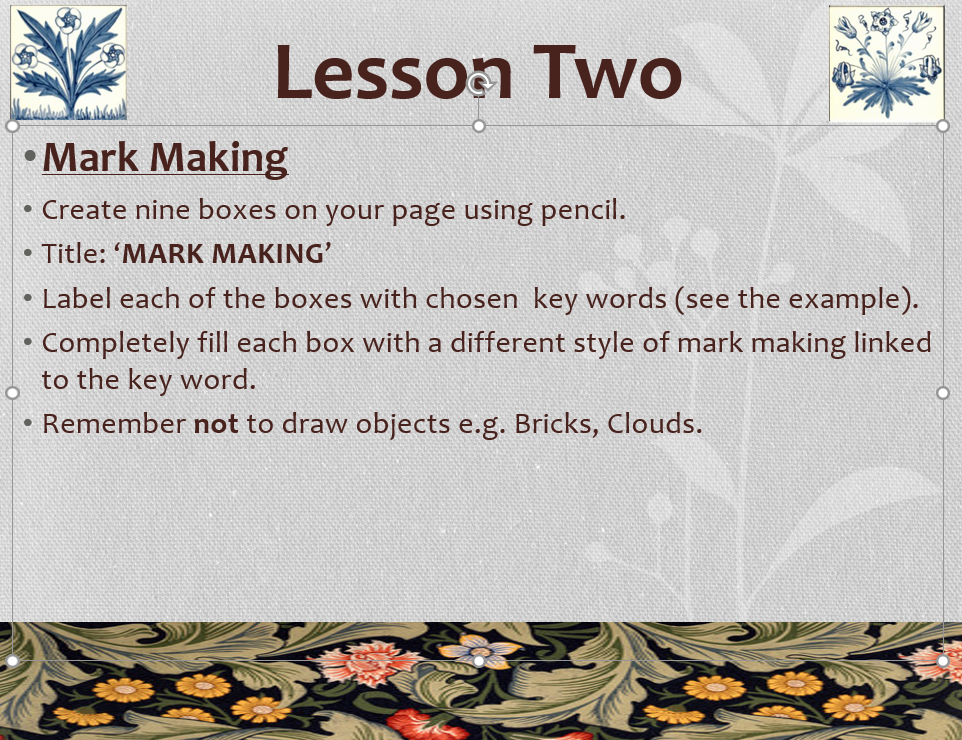 Lesson Two
• Mark Making
• Create nine boxes on your page using pencil.
• Title: ‘MARK MAKING’
• Label each of the boxes with chosen  key words (see the example).
• Completely fill each box with a different style of mark making linked
to the key word.
• Remember not to draw objects e.g. Bricks, Clouds.